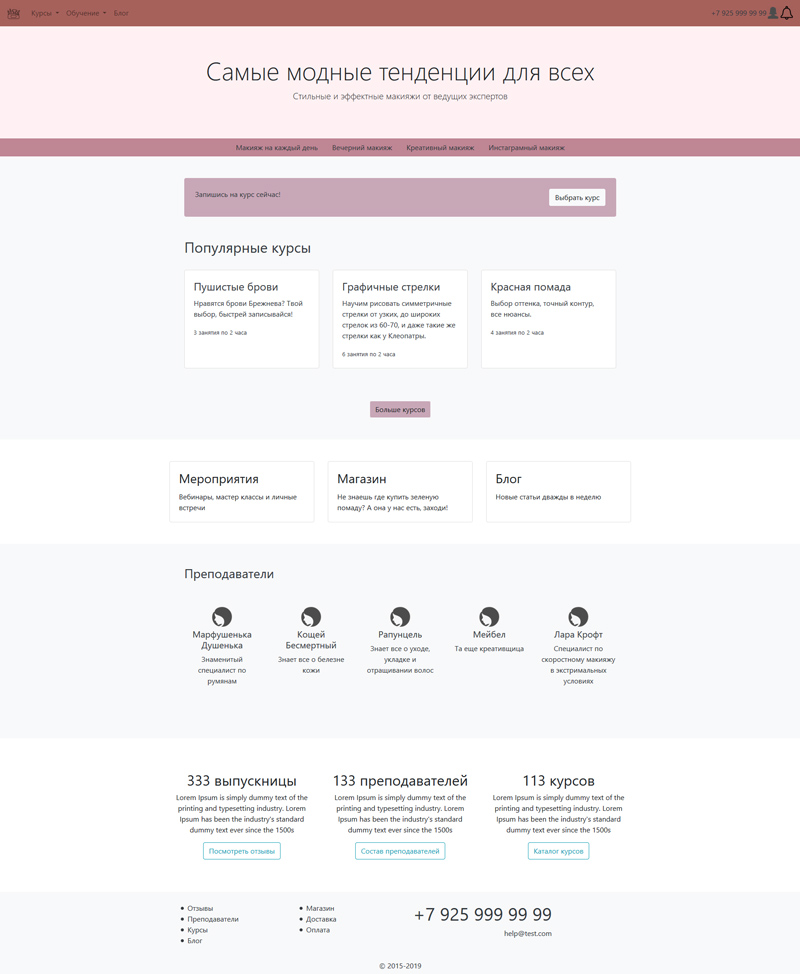 Курсы Обучение Блог +7 925 999 99 99
Самые модные тенденции для всех
Стильные и эффектные макияжи от ведущих экспертов
Макияж на каждый день Вечерний макияж Креативный макияж Инстаграмный макияж
Запишись на курс сейчас! Выбрать курс
Популярные курсы
Пушистые брови
Нравятся брови Брежнева? Твой
выбор, быстрей записывайся!
3 занятия по 2 часа
Графичные стрелки
Научим рисовать симметричные
стрелки от узких, до широких
стрелок из 60-70, и даже такие же
стрелки как у Клеопатры.
6 занятия по 2 часа
Красная помада
Выбор оттенка, точный контур,
все нюансы.
4 занятия по 2 часа
Больше курсов
Мероприятия
Вебинары, мастер классы и личные
встречи
Магазин
Не знаешь где купить зеленую
помаду? А она у нас есть, заходи!
Блог
Новые статьи дважды в неделю
Преподаватели
Марфушенька
Душенька
Знаменитый
специалист по
румянам
Кощей
Бесмертный
Знает все о белезне
кожи
Рапунцель
Знает все о уходе,
укладке и
отращивании волос
Мейбел
Та еще креативщица
Лара Крофт
Специалист по
скоростному макияжу
в экстримальных
условиях
333 выпускницы
Lorem Ipsum is simply dummy text of the
printing and typesetting industry. Lorem
Ipsum has been the industry's standard
dummy text ever since the 1500s
Посмотреть отзывы
133 преподавателей
Lorem Ipsum is simply dummy text of the
printing and typesetting industry. Lorem
Ipsum has been the industry's standard
dummy text ever since the 1500s
Состав преподавателей
113 курсов
Lorem Ipsum is simply dummy text of the
printing and typesetting industry. Lorem
Ipsum has been the industry's standard
dummy text ever since the 1500s
Каталог курсов
Отзывы
Преподаватели
Курсы
Блог
Магазин
Доставка
Оплата
+7 925 999 99 99
help@test.com
© 2015-2019